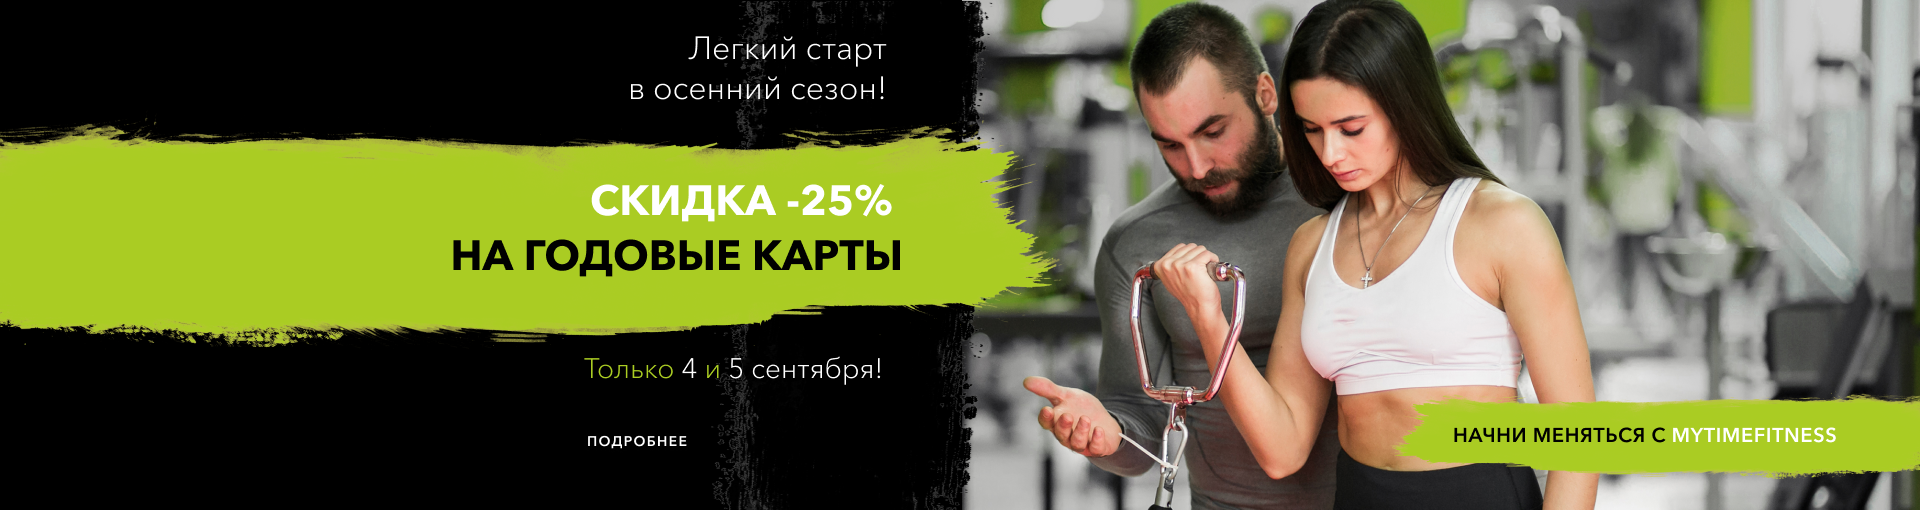 Легкий старт
в осенний сезон!
СКИДКА -25%
НА ГОДОВЫЕ КАРТЫ
Только 4 и 5 сентября!
ПОДРОБНЕЕ
НАЧНИ МЕНЯТЬСЯ С MYTIMEFITNESS